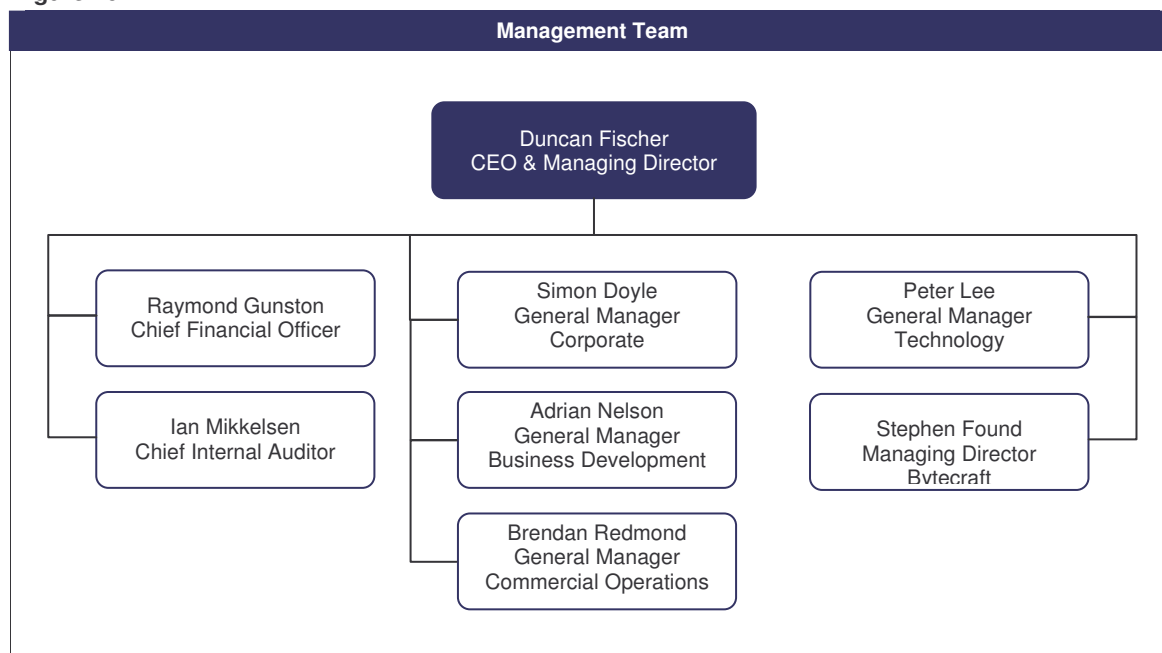 Management Team
Duncan Fischer
CEO & Managing Director
Raymond Gunston
Chief Financial Officer
Simon Doyle
General Manager
Corporate
Peter Lee
General Manager
Technology
Ian Mikkelsen
Chief Internal Auditor
Adrian Nelson
General Manager
Business Development
Stephen Found
Managing Director
Bytecraft
Brendan Redmond
General Manager
Commercial Operations